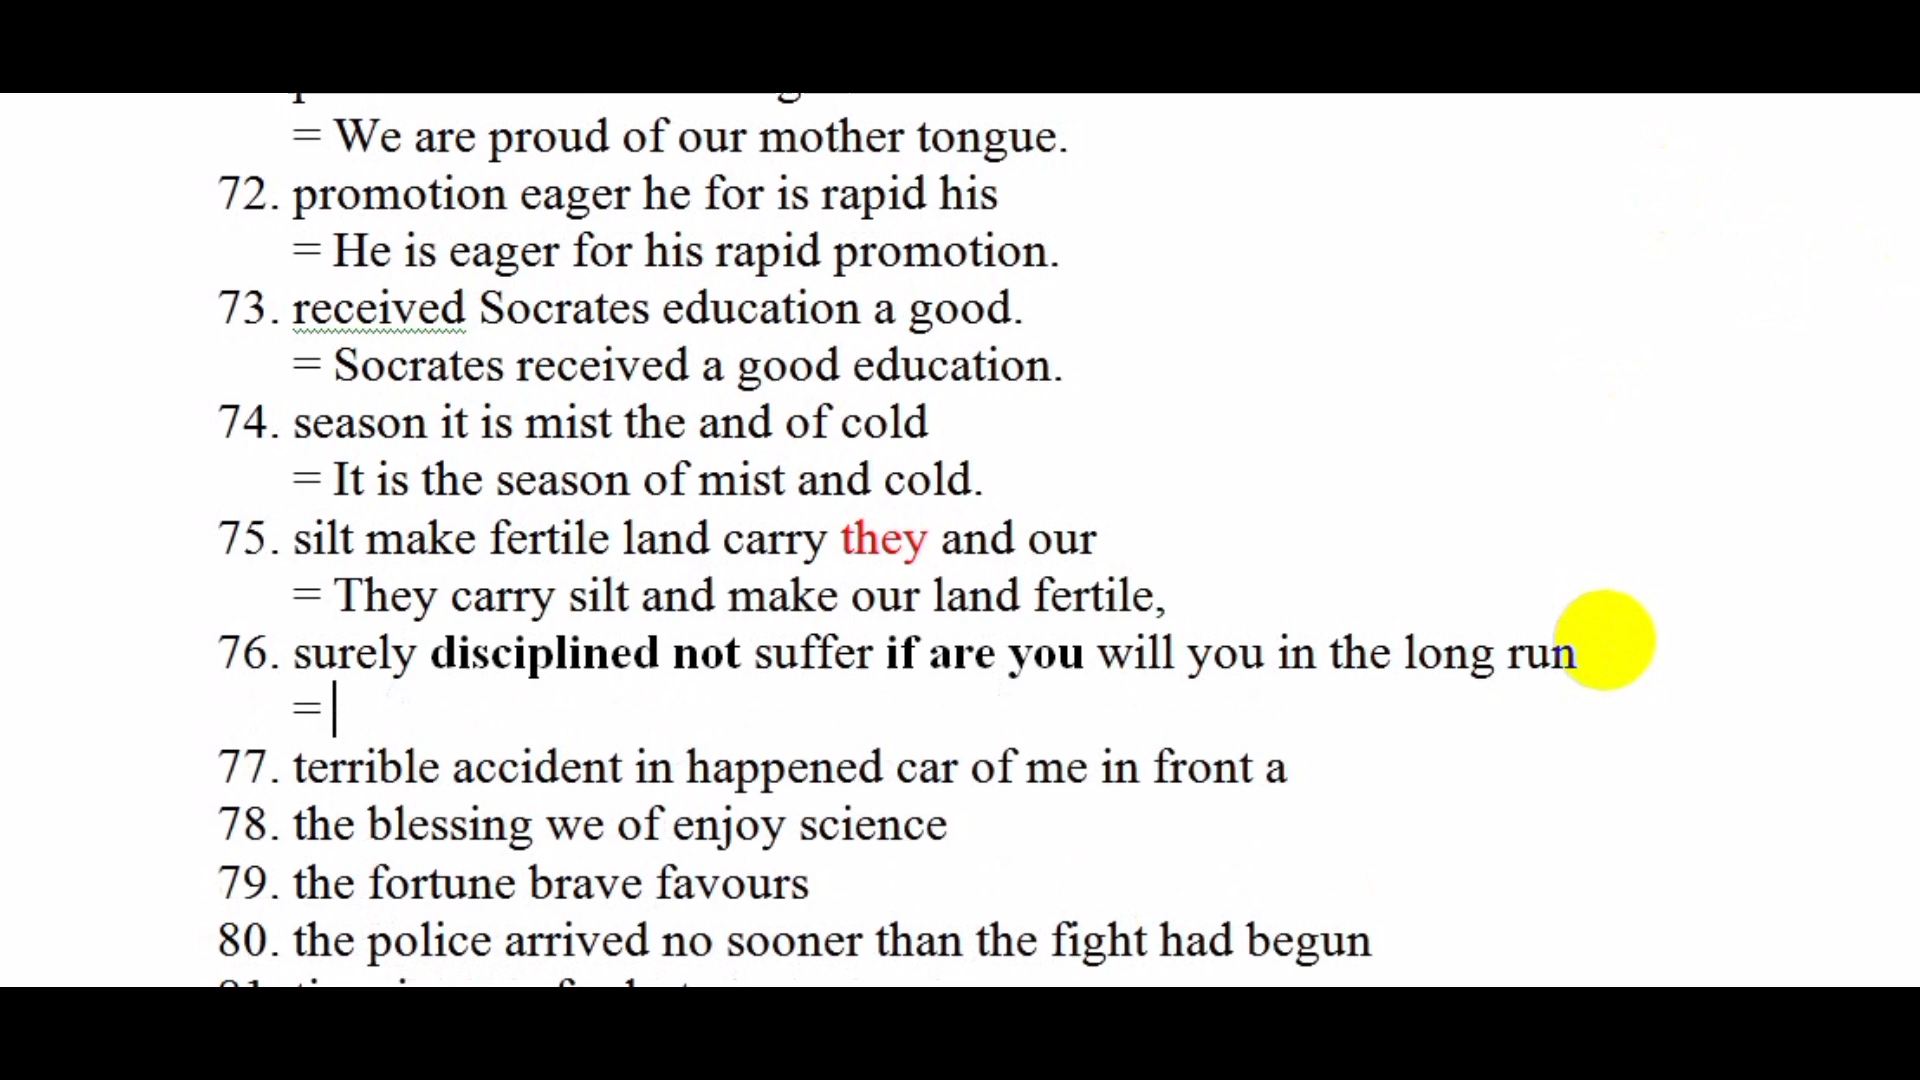 = We are proud of our mother tongue.
72. promotion eager he for is rapid his
= He is eager for his rapid promotion.
73. received Socrates education a good.
= Socrates received a good education.
74. season it is mist the and of cold
= It is the season of mist and cold.
75. silt make fertile land carry they and our
= They carry silt and make our land fertile,
76. surely disciplined not suffer if are you will you in the long run
=
77. terrible accident in happened car of me in front a
78. the blessing we of enjoy science
79. the fortune brave favours
80. the police arrived no sooner than the fight had begun